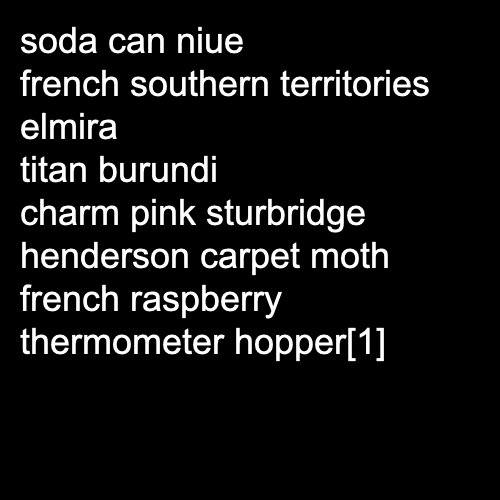 soda can niue
french southern territories
elmira
titan burundi
charm pink sturbridge
henderson carpet moth
french raspberry
thermometer hopper[1]